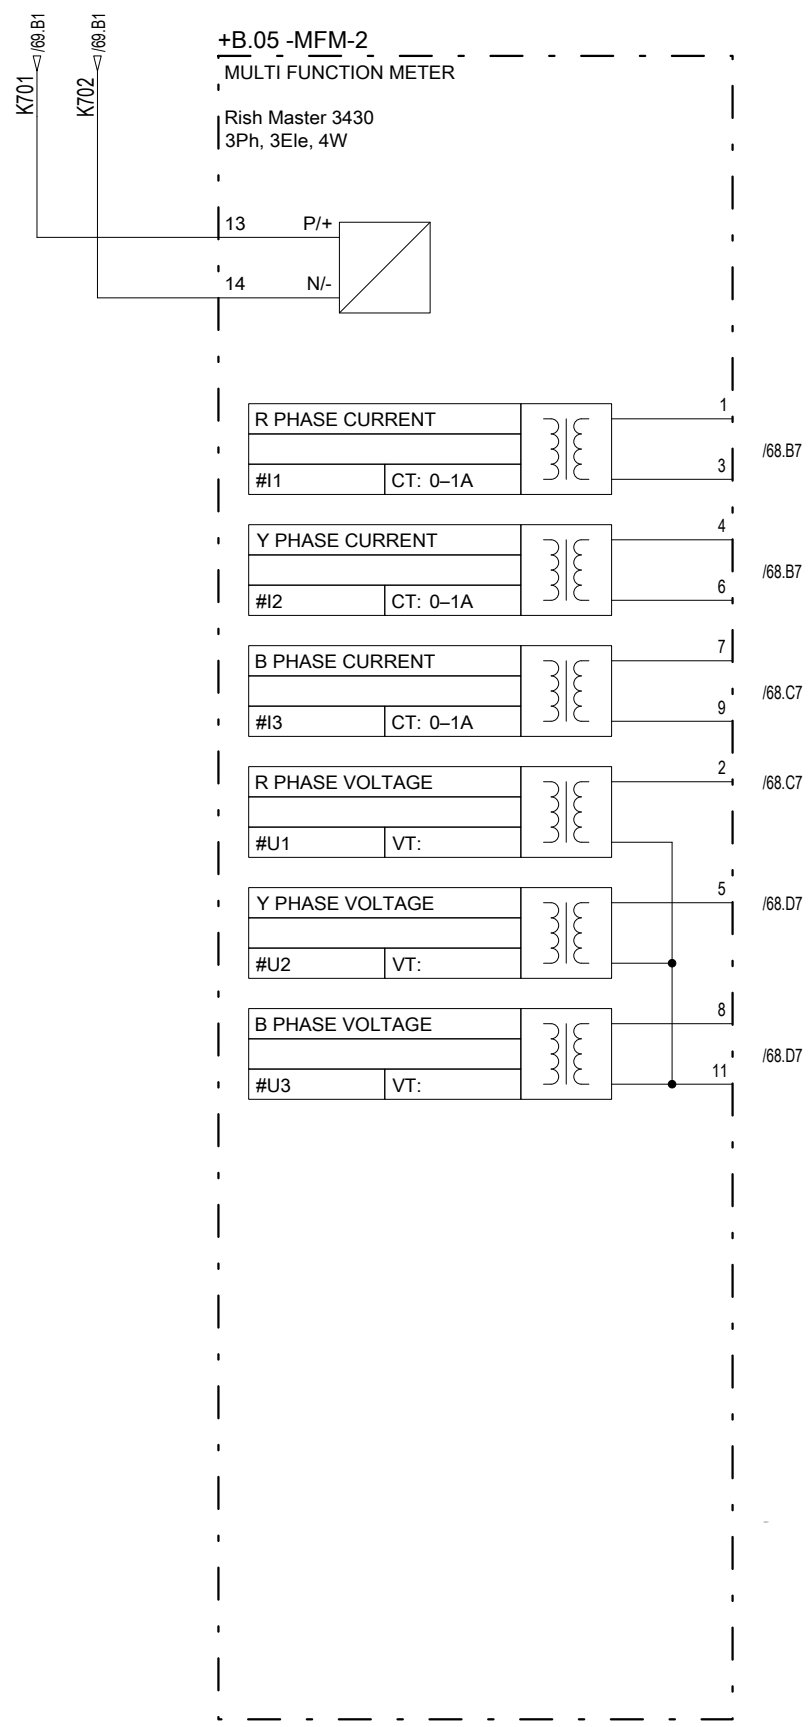 /69.B1
/69.B1
K701
K702
+B.05 -MFM-2
MULTI FUNCTION METER
Rish Master 3430
3Ph, 3Ele, 4W
13 P/+
14 N/-
R PHASE CURRENT
#I1 CT: 0–1A
1
3
/68.B7
Y PHASE CURRENT
#I2 CT: 0–1A
4
6
/68.B7
B PHASE CURRENT
#I3 CT: 0–1A
7
9
/68.C7
R PHASE VOLTAGE
#U1 VT:
2
/68.C7
Y PHASE VOLTAGE
#U2 VT:
5
/68.D7
B PHASE VOLTAGE
#U3 VT:
8
11
/68.D7